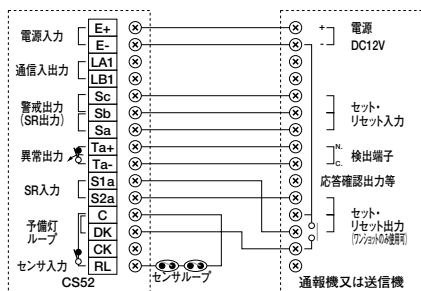 電源入力
通信入出力
警戒出力
(SR出力)
異常出力
SR入力
予備灯
ループ
センサ入力
E+
E-
LA1
LB1
Sc
Sb
Sa
Ta+
Ta-
S1a
S2a
C
DK
CK
RL
CS52
センサループ
+ 電源
- DC12V
セット・
リセット入力
N.
C.
検出端子
応答確認出力等
セット・
リセット出力
(ワンショットのみ使用可)
通報機又は送信機